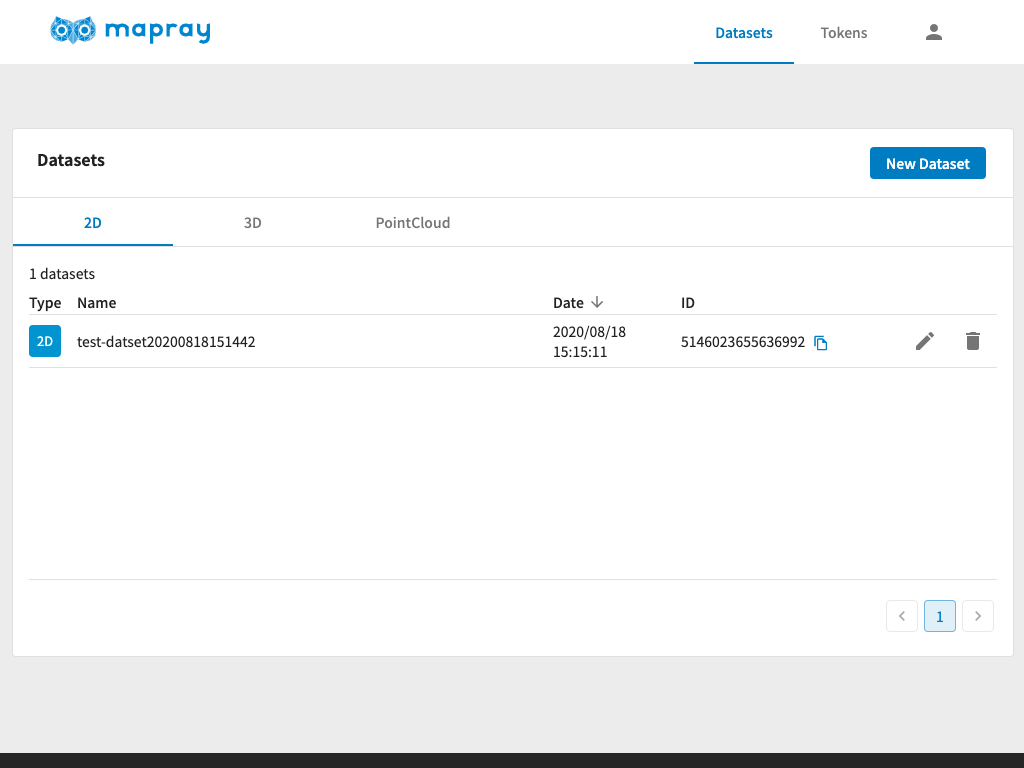 mapray
Datasets
Tokens
Datasets
New Dataset
2D
3D
PointCloud
1 datasets
Type
Name
Date
ID
2D
test-datset20200818151442
2020/08/18
15:15:11
5146023655636992
1